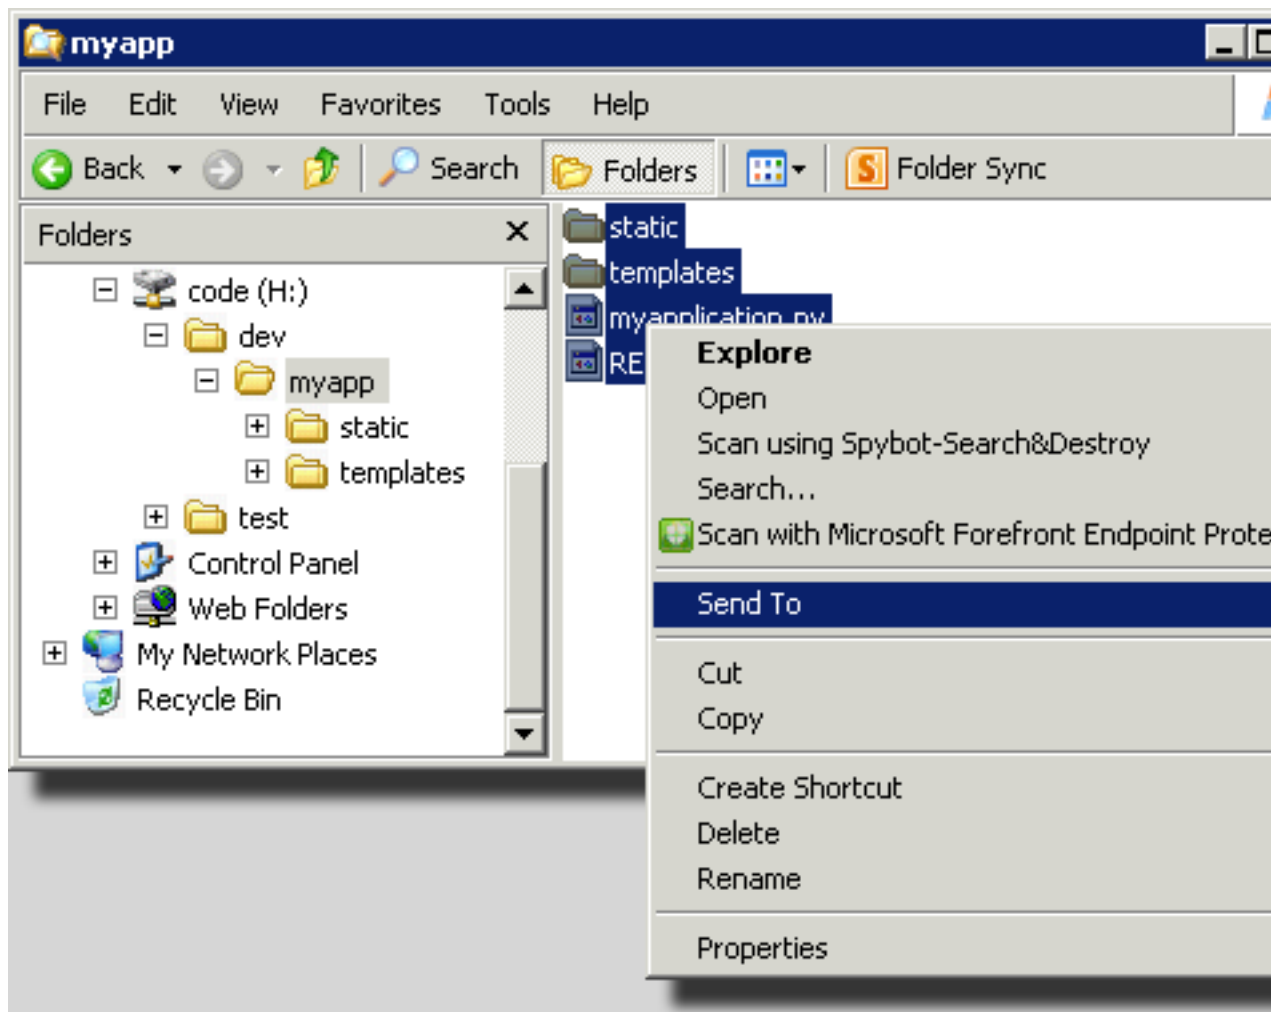 myapp
File Edit View Favorites Tools Help
Back Search Folders Folder Sync
Folders
code (H:)
dev
myapp
static
templates
test
Control Panel
Web Folders
My Network Places
Recycle Bin
static
templates
myapplication.py
RE
Explore
Open
Scan using Spybot-Search&Destroy
Search...
Scan with Microsoft Forefront Endpoint Prote
Send To
Cut
Copy
Create Shortcut
Delete
Rename
Properties